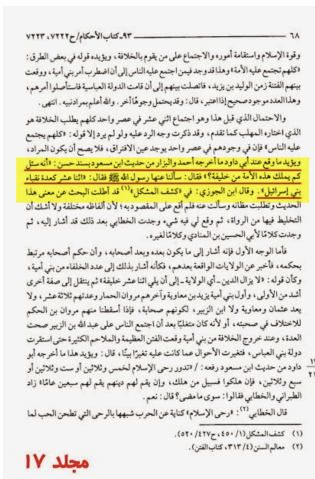 ٦٨ ٩٣_كتاب الأحكام/ ح٧٢٢٢، ٧٢٢٣
وقوة الإسلام واستقامة أموره والاجتماع على من يقوم بالخلافة، ويؤيده قوله في بعض الطرق:
«كلهم تجتمع عليه الأمة» وهذا قد وجد فيمن اجتمع عليه الناس إلى أن اضطرب أمر بني أمية، ووقعت
بينهم الفتنة زمن الوليد بن يزيد، فاتصلت بينهم إلى أن قامت الدولة العباسية فاستأصلوا أمرهم،
وهذا العدد موجود صحيح إذا اعتبر، قال: وقد يحتمل وجوهًا أخر. والله أعلم بمراد نبيه. انتهى.
والاحتمال الذي قبل هذا وهو اجتماع اثني عشر في عصر واحد كلهم يطلب الخلافة هو
الذي اختاره المهلب كما تقدم، وقد ذكرت وجه الرد عليه ولو لم يرد إلا قوله: «كلهم يجتمع
عليه الناس» فإن في وجودهم في عصر واحد يوجد عين الافتراق، فلا يصح أن يكون المراد،
ويؤيد ما وقع عند أبي داود ما أخرجه أحمد والبزار من حديث ابن مسعود بسند حسن: «أنه سئل
كم يملك هذه الأمة من خليفة؟ فقال: سألنا عنها رسول الله ﷺ فقال: «اثنا عشر كعدة نقباء
بني إسرائيل». وقال ابن الجوزي: في «كشف المشكل»(١) قد أطلت البحث عن معنى هذا
الحديث وتطلبت مظانه وسألت عنه فلم أقع على المقصود به؛ لأن ألفاظه مختلفة ولا أشك أن
التخليط فيها من الرواة، ثم وقع لي فيه شيء وجدت الخطابي بعد ذلك قد أشار إليه، ثم
وجدت كلامًا لأبي الحسين بن المنادي وكلامًا لغيره.
فأما الوجه الأول فإنه أشار إلى ما يكون بعده وبعد أصحابه، وأن حكم أصحابه مرتبط
بحكمه، فأخبر عن الولايات الواقعة بعدهم، فكأنه أشار بذلك إلى عدد الخلفاء من بني أمية،
وكأن قوله: «لا يزال الدين ـ أي الولاية ـ إلى أن يلي اثنا عشر خليفة» ثم ينتقل إلى صفة أخرى
أشد من الأولى، وأول بني أمية يزيد بن معاوية وآخرهم مروان الحمار وعدتهم ثلاثة عشر، ولا
يعد عثمان ومعاوية ولا ابن الزبير، لكونهم صحابة، فإذا أسقطنا منهم مروان بن الحكم
للاختلاف في صحبته، أو لأنه كان متغلبًا بعد أن اجتمع الناس على عبد الله بن الزبير صحت
العدة، وعند خروج الخلافة من بني أمية وقعت الفتن العظيمة والملاحم الكثيرة حتى استقرت
دولة بني العباس، فتغيرت الأحوال عما كانت عليه تغيرًا بينًا، قال: ويؤيد هذا ما أخرجه أبو
داود من حديث ابن مسعود رفعه: «تدور رحى الإسلام لخمس وثلاثين أو ست وثلاثين أو
سبع وثلاثين، فإن هلكوا فسبيل من هلك، وإن يقم لهم دينهم يقم لهم سبعين عامًا» زاد
الطبراني والخطابي فقالوا: سوى ما مضى؟ قال: نعم.
قال الخطابي(٢): «رحى الإسلام» كناية عن الحرب شبهها بالرحى التي تطحن الحب لما
(١) كشف المشكل (١/ ٤٥٠، ح٤٢٧/ ٥٢٠).
(٢) معالم السنن (٤/ ٣١٣، كتاب الفتن).
مجلد ١٧